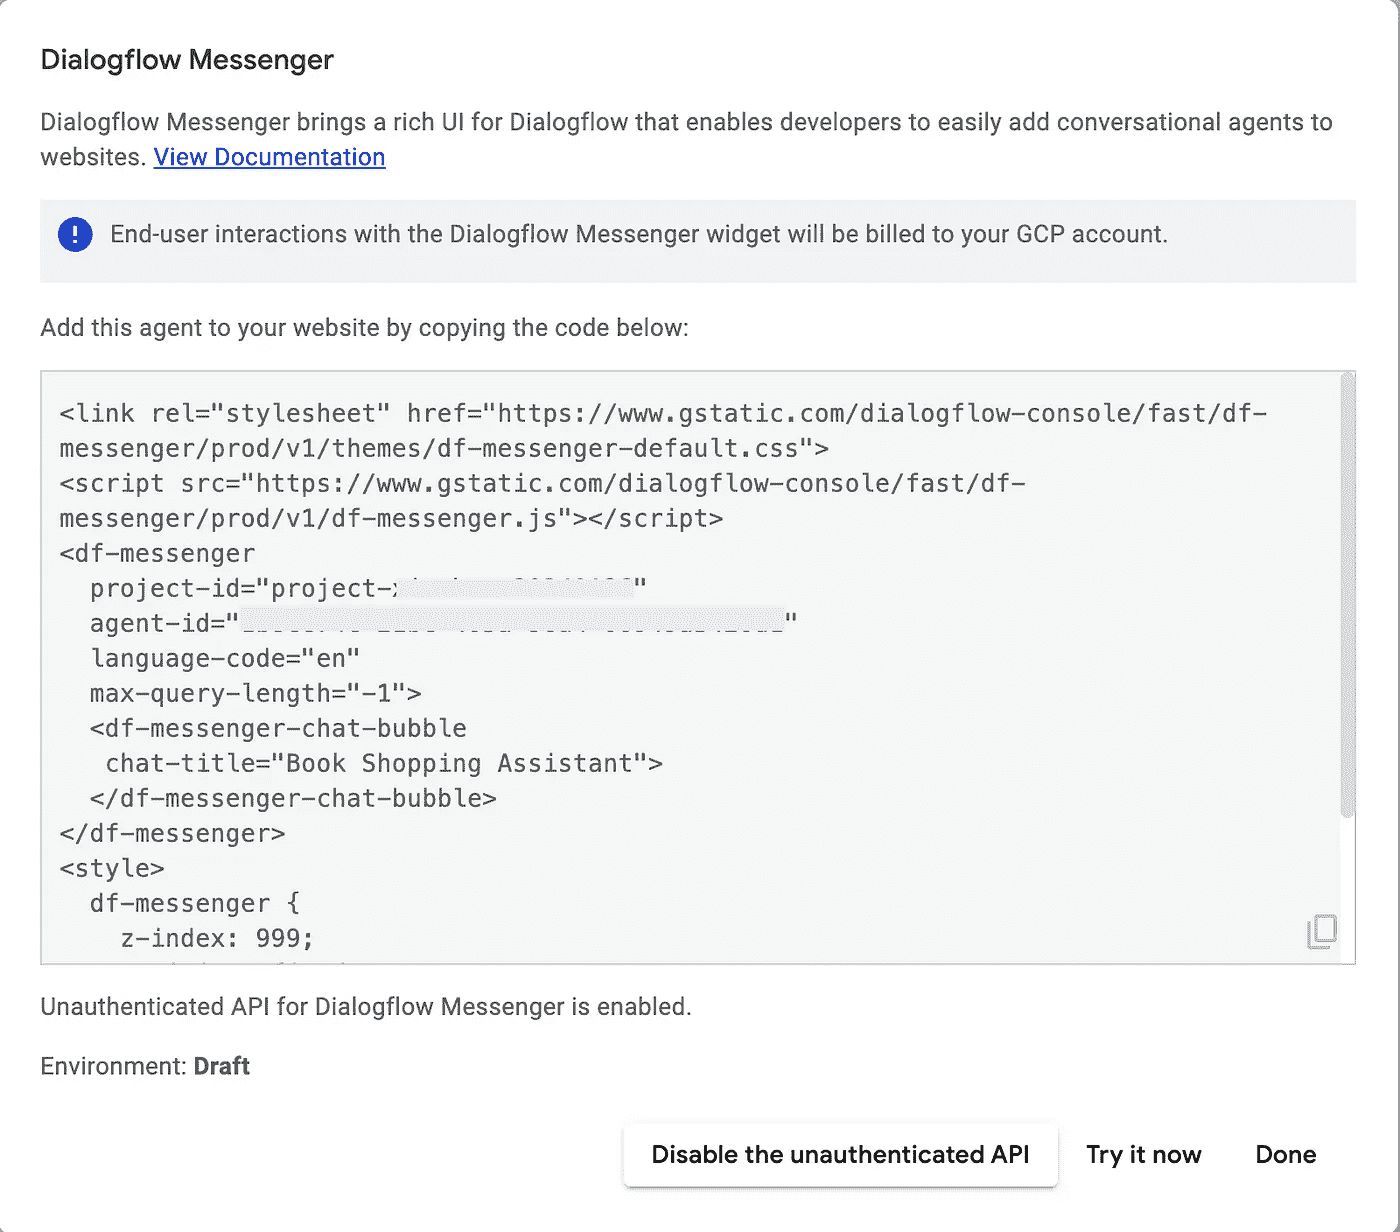 Dialogflow Messenger
Dialogflow Messenger brings a rich UI for Dialogflow that enables developers to easily add conversational agents to
websites. View Documentation
End-user interactions with the Dialogflow Messenger widget will be billed to your GCP account.
Add this agent to your website by copying the code below:
<link rel="stylesheet" href="https://www.gstatic.com/dialogflow-console/fast/df-
messenger/prod/v1/themes/df-messenger-default.css">
<script src="https://www.gstatic.com/dialogflow-console/fast/df-
messenger/prod/v1/df-messenger.js"></script>
<df-messenger
project-id="project-"
agent-id=""
language-code="en"
max-query-length="-1">
<df-messenger-chat-bubble
chat-title="Book Shopping Assistant">
</df-messenger-chat-bubble>
</df-messenger>
<style>
df-messenger {
z-index: 999;
Unauthenticated API for Dialogflow Messenger is enabled.
Environment: Draft
Disable the unauthenticated API Try it now Done